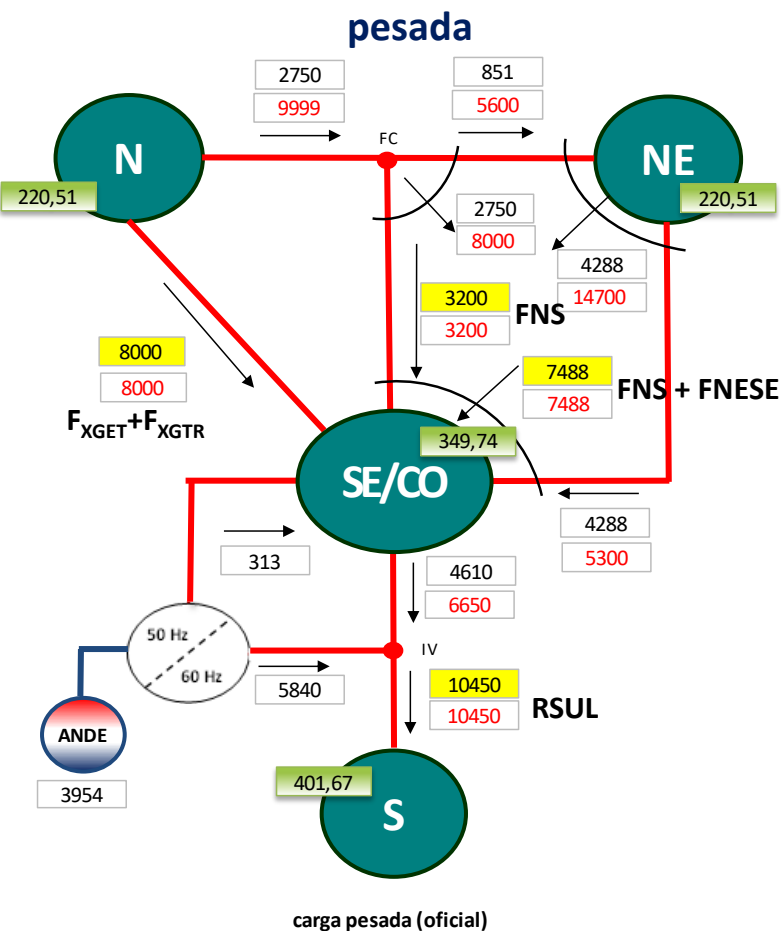 pesada
2750
9999
851
5600
FC
N
NE
220,51
220,51
2750
8000
4288
14700
3200
3200
FNS
8000
8000
F_XGET+F_XGTR
7488
7488
FNS + FNESE
349,74
SE/CO
4288
5300
313
4610
6650
50 Hz
60 Hz
IV
5840
10450
10450
RSUL
ANDE
3954
401,67
S
carga pesada (oficial)